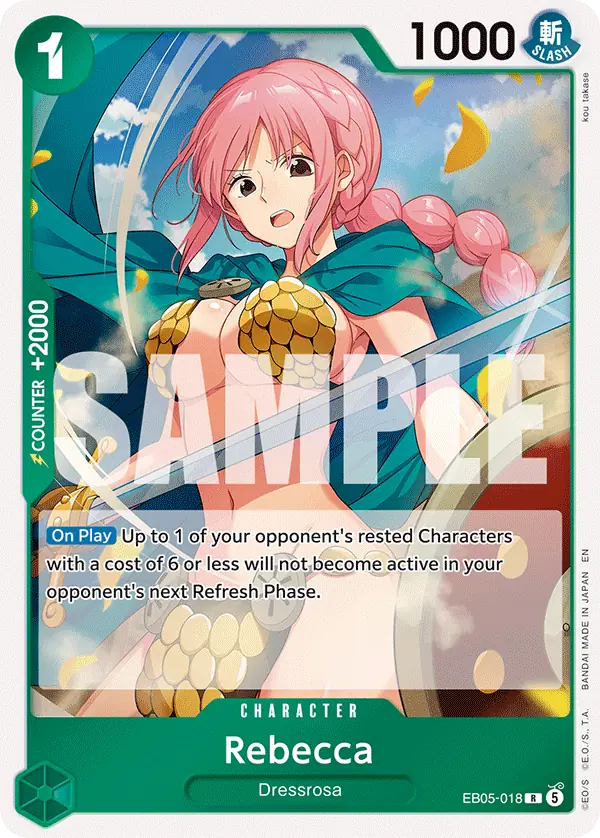 1
1000
斬
SLASH
kou takase
COUNTER +2000
SAMPLE
On Play Up to 1 of your opponent's rested Characters
with a cost of 6 or less will not become active in your
opponent's next Refresh Phase.
BANDAI MADE IN JAPAN EN
©EO/S ©E.O./S., T.A.
CHARACTER
Rebecca
Dressrosa
EB05-018 R 5